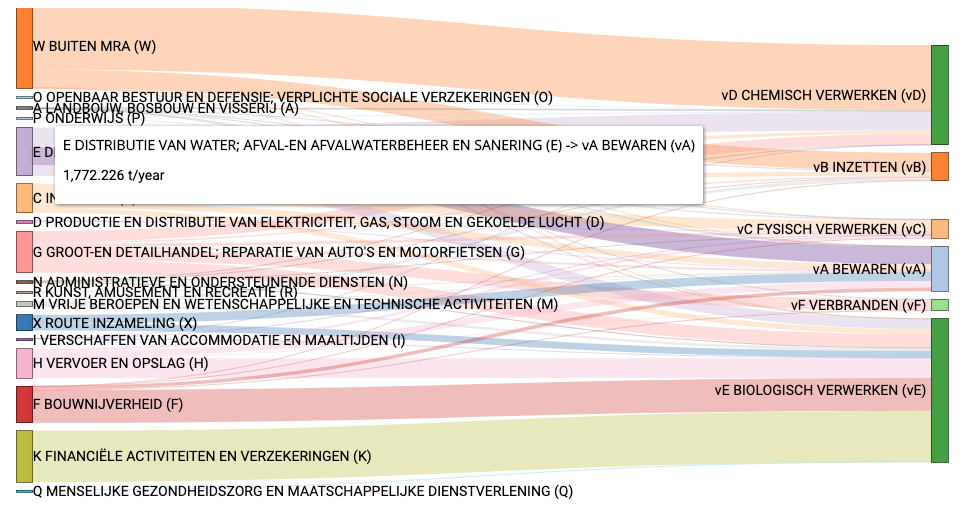 W BUITEN MRA (W)
O OPENBAAR BESTUUR EN DEFENSIE; VERPLICHTE SOCIALE VERZEKERINGEN (O)
A LANDBOUW, BOSBOUW EN VISSERIJ (A)
P ONDERWIJS (P)
E DISTRIBUTIE VAN WATER; AFVAL-EN AFVALWATERBEHEER EN SANERING (E) -> vA BEWAREN (vA)
1,772.226 t/year
D PRODUCTIE EN DISTRIBUTIE VAN ELEKTRICITEIT, GAS, STOOM EN GEKOELDE LUCHT (D)
G GROOT-EN DETAILHANDEL; REPARATIE VAN AUTO'S EN MOTORFIETSEN (G)
N ADMINISTRATIEVE EN ONDERSTEUNENDE DIENSTEN (N)
R KUNST, AMUSEMENT EN RECREATIE (R)
M VRIJE BEROEPEN EN WETENSCHAPPELIJKE EN TECHNISCHE ACTIVITEITEN (M)
X ROUTE INZAMELING (X)
I VERSCHAFFEN VAN ACCOMMODATIE EN MAALTIJDEN (I)
H VERVOER EN OPSLAG (H)
F BOUWNIJVERHEID (F)
K FINANCIËLE ACTIVITEITEN EN VERZEKERINGEN (K)
Q MENSELIJKE GEZONDHEIDSZORG EN MAATSCHAPPELIJKE DIENSTVERLENING (Q)
vD CHEMISCH VERWERKEN (vD)
vB INZETTEN (vB)
vC FYSISCH VERWERKEN (vC)
vA BEWAREN (vA)
vF VERBRANDEN (vF)
vE BIOLOGISCH VERWERKEN (vE)